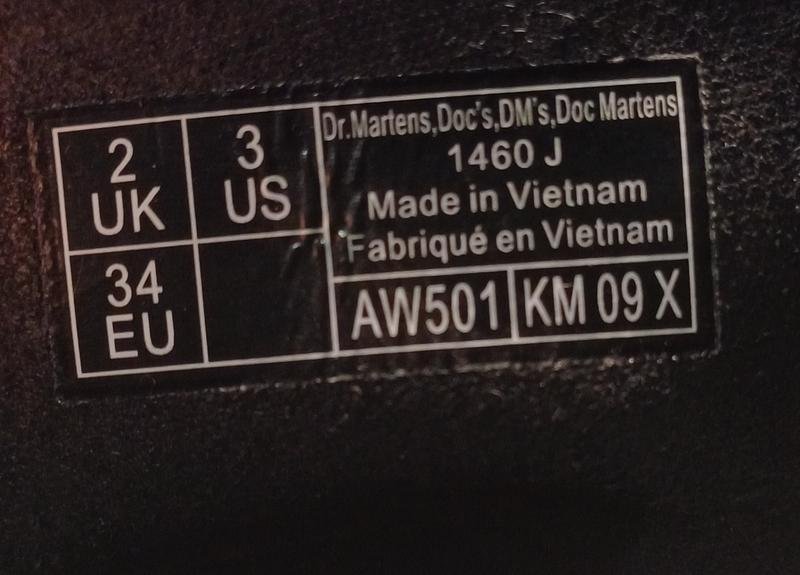 2
UK
3
US
34
EU
Dr.Martens,Doc's,DM's,Doc Martens
1460 J
Made in Vietnam
Fabriqué en Vietnam
AW501
KM 09 X